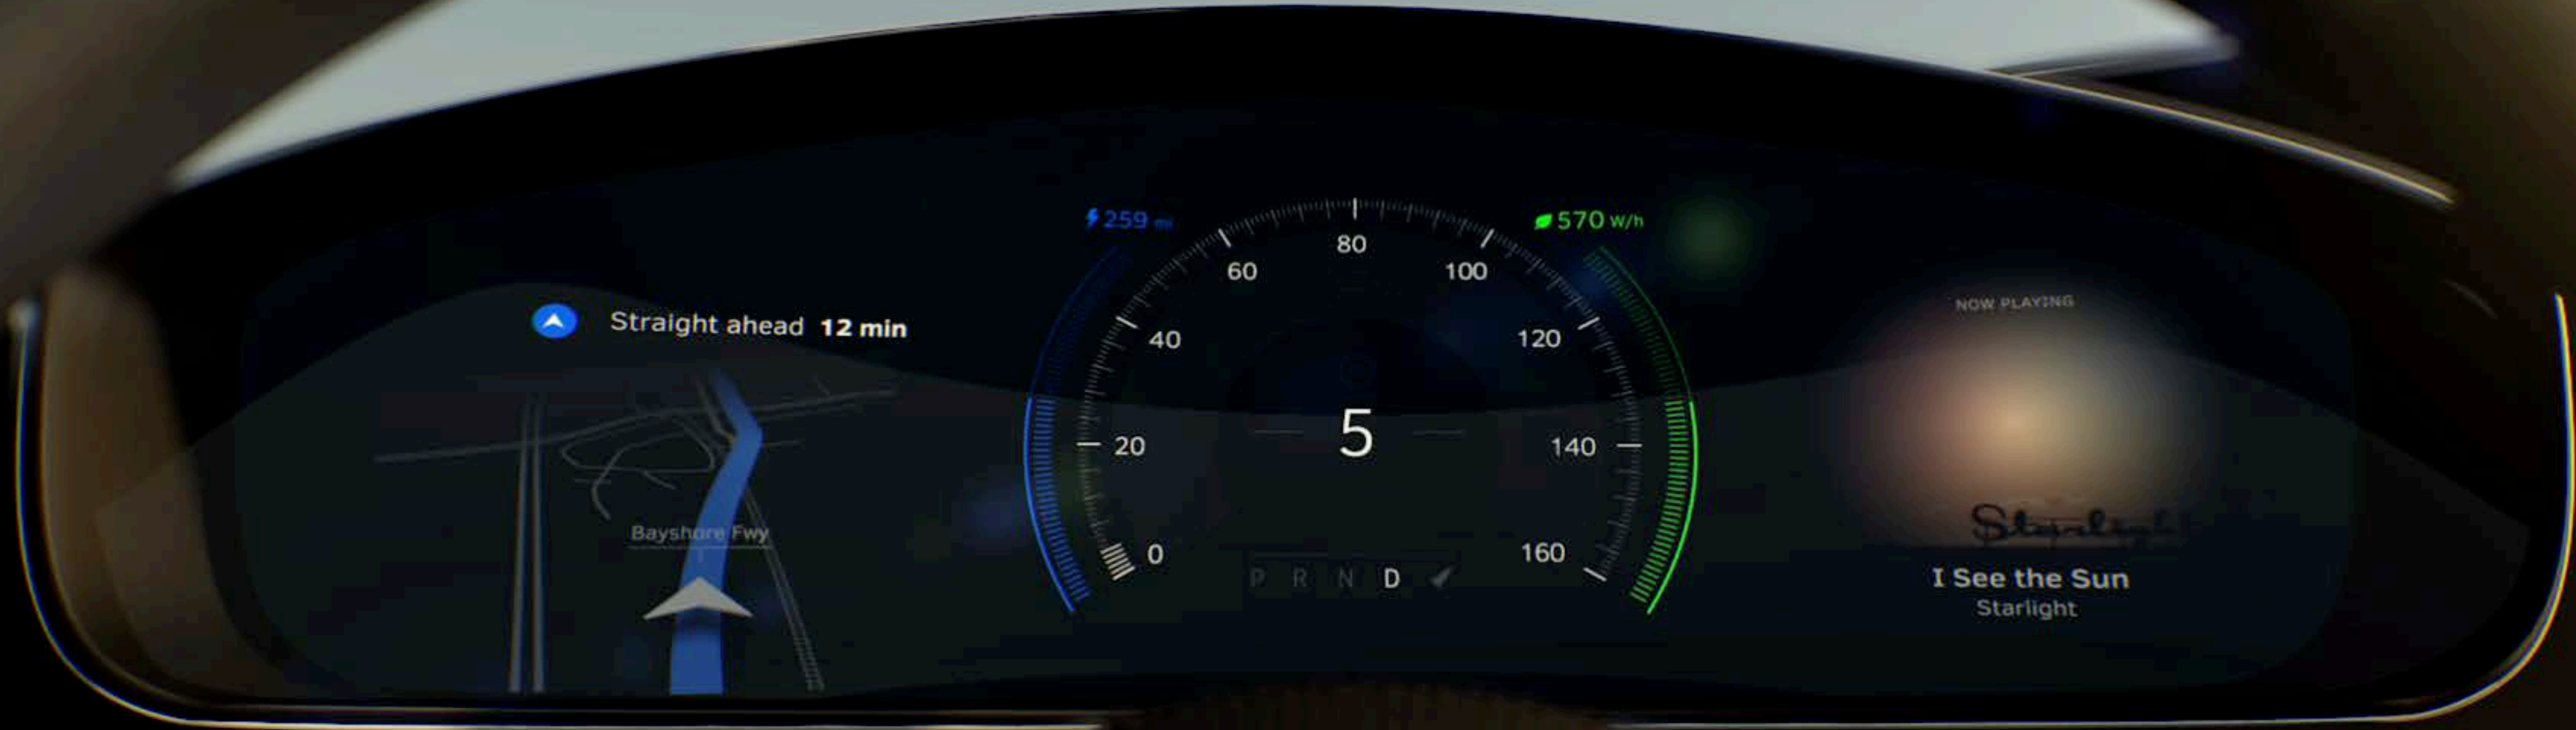 259 mi
570 W/h
80
60
100
Straight ahead 12 min
40
120
NOW PLAYING
5
20
140
Bayshore Fwy
0
160
P R N D
I See the Sun
Starlight